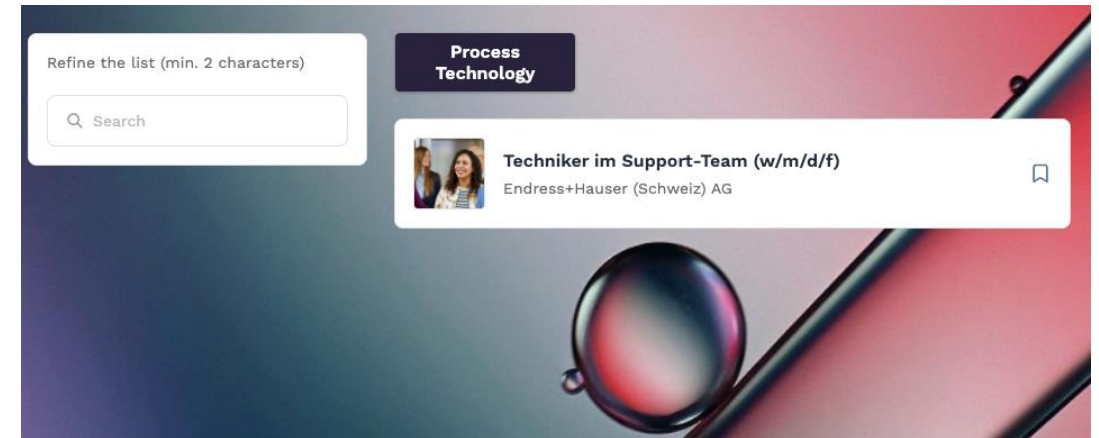 Refine the list (min. 2 characters)
Search
Process
Technology
Techniker im Support-Team (w/m/d/f)
Endress+Hauser (Schweiz) AG